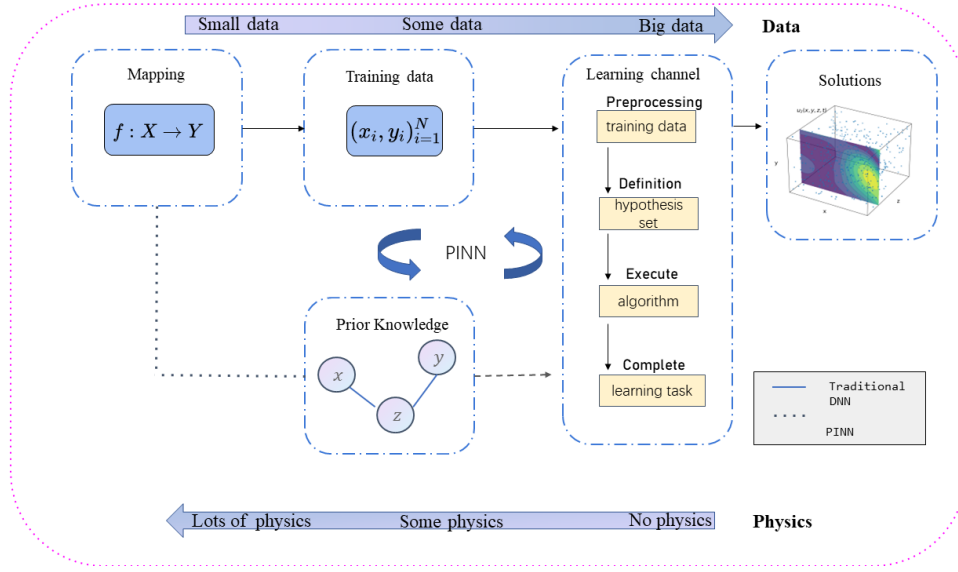 Small data Some data Big data Data
Mapping
f : X → Y
Training data
(x_i, y_i)_{i=1}^N
Learning channel
Preprocessing
training data
Definition
hypothesis
set
Execute
algorithm
Complete
learning task
Solutions
u_t(x, y, z, t)
y
x
z
PINN
Prior Knowledge
x
y
z
Traditional
DNN
PINN
Lots of physics Some physics No physics Physics